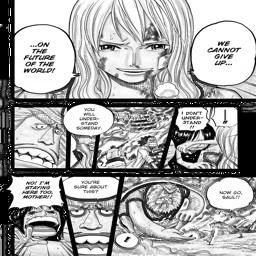 WE
CANNOT
GIVE
UP...
...ON
THE FUTURE
OF THE
WORLD!
I DON'T
UNDER-
STAND
!!
YOU
WILL
UNDER-
STAND
SOMEDAY.
NO! I'M
STAYING
HERE TOO,
MOTHER!!
YOU'RE
SURE ABOUT
THIS?
NOW GO,
SAUL!!